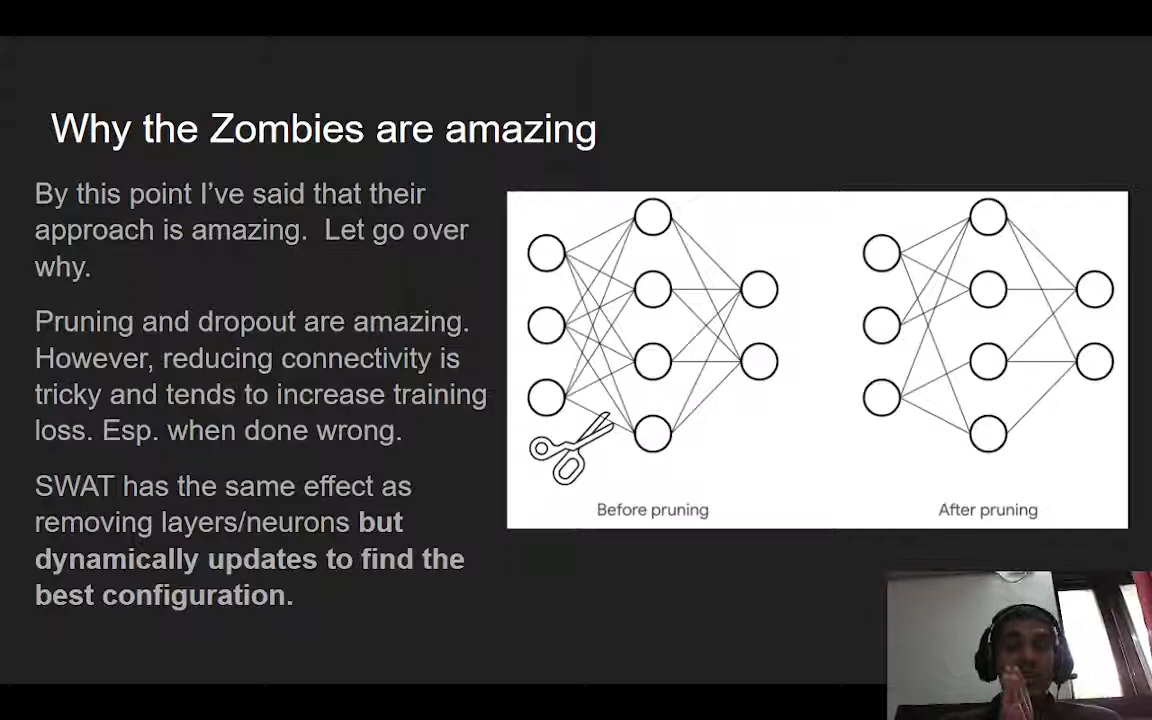 Why the Zombies are amazing
By this point I've said that their
approach is amazing.  Let go over
why.
Pruning and dropout are amazing.
However, reducing connectivity is
tricky and tends to increase training
loss. Esp. when done wrong.
SWAT has the same effect as
removing layers/neurons but
dynamically updates to find the
best configuration.
Before pruning
After pruning